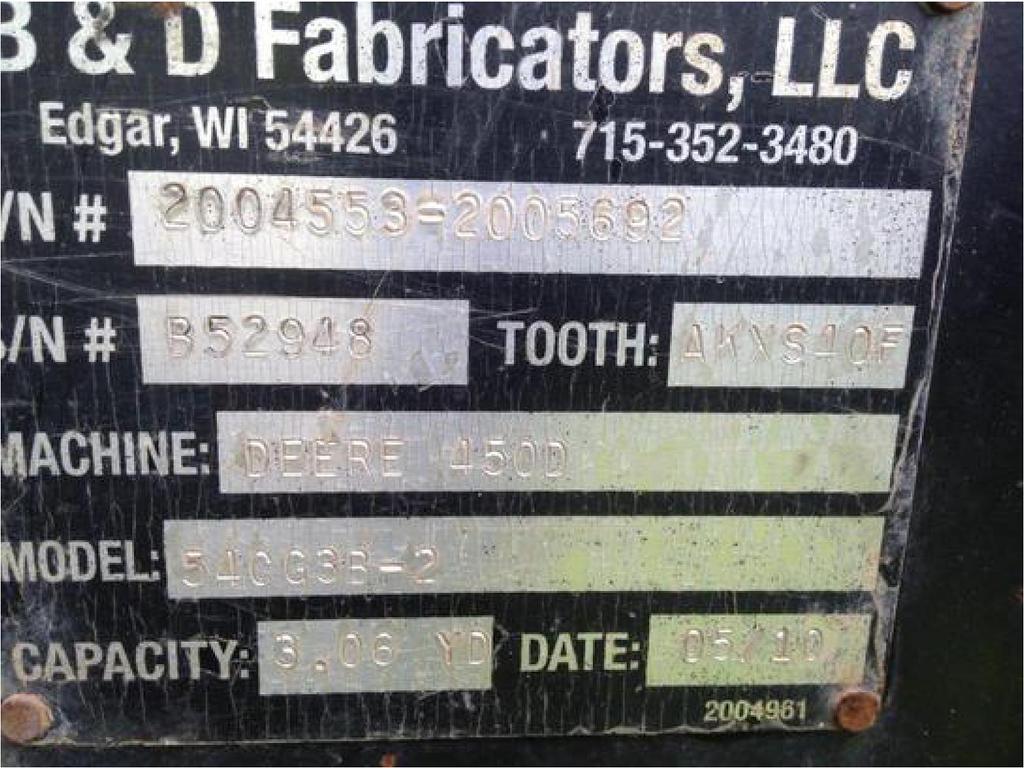 B & D Fabricators, LLC
Edgar, WI 54426 715-352-3480
/N # 2004553-2005692
/N # B52948 TOOTH: AKXS10F
MACHINE: DEERE 450D
MODEL: 54CG3B-2
CAPACITY: 3.06 YD DATE: 05/10
2004961